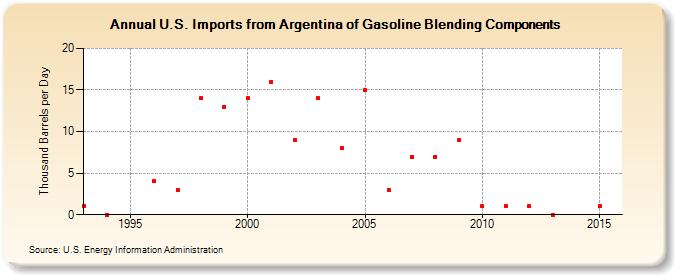 Annual U.S. Imports from Argentina of Gasoline Blending Components
Thousand Barrels per Day
20
15
10
5
0
1995 2000 2005 2010 2015
Source: U.S. Energy Information Administration